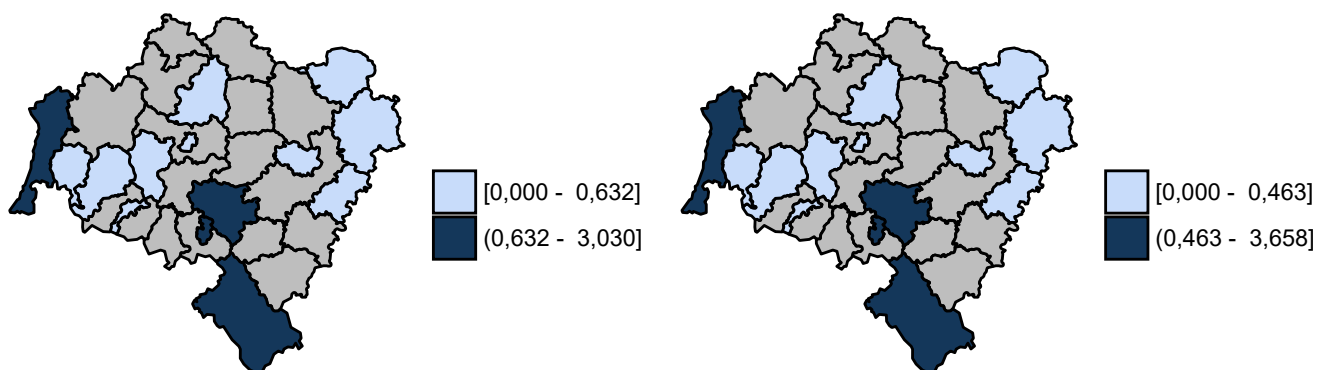 [0,000 - 0,632]
(0,632 - 3,030]
[0,000 - 0,463]
(0,463 - 3,658]